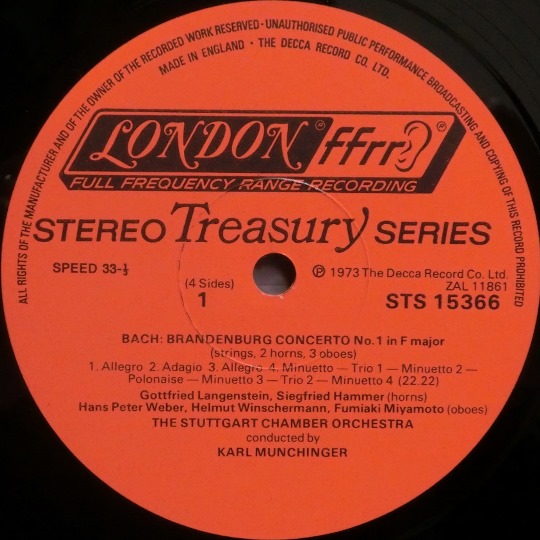 ALL RIGHTS OF THE MANUFACTURER AND OF THE OWNER OF THE RECORDED WORK RESERVED · UNAUTHORISED PUBLIC PERFORMANCE BROADCASTING AND COPYING OF THIS RECORD PROHIBITED
MADE IN ENGLAND · THE DECCA RECORD CO. LTD.
LONDON ® ffrr ®
FULL FREQUENCY RANGE RECORDING
STEREO Treasury SERIES
SPEED 33-⅓
(4 Sides)
1
℗ 1973 The Decca Record Co. Ltd.
ZAL 11861
STS 15366
BACH: BRANDENBURG CONCERTO No. 1 in F major
(strings, 2 horns, 3 oboes)
1. Allegro 2. Adagio 3. Allegro 4. Minuetto — Trio 1 — Minuetto 2 —
Polonaise — Minuetto 3 — Trio 2 — Minuetto 4 (22.22)
Gottfried Langenstein, Siegfried Hammer (horns)
Hans Peter Weber, Helmut Winschermann, Fumiaki Miyamoto (oboes)
THE STUTTGART CHAMBER ORCHESTRA
conducted by
KARL MUNCHINGER